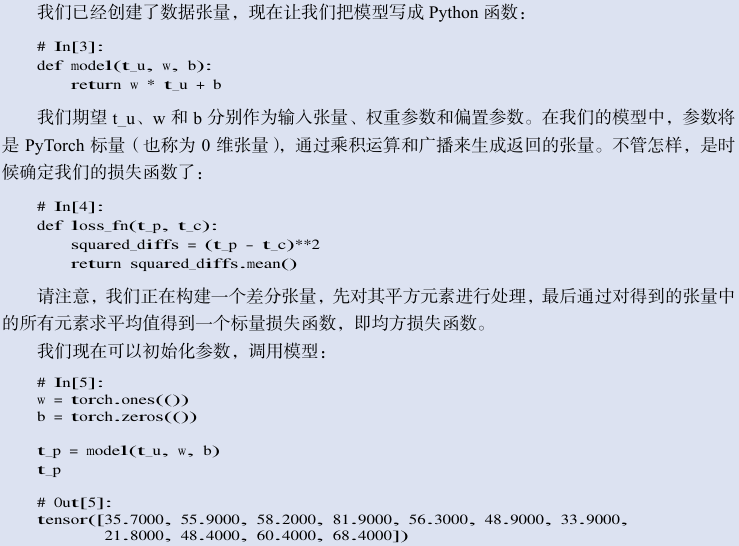 我们已经创建了数据张量，现在让我们把模型写成 Python 函数：
# In[3]:
def model(t_u, w, b):
    return w * t_u + b
我们期望 t_u、w 和 b 分别作为输入张量、权重参数和偏置参数。在我们的模型中，参数将
是 PyTorch 标量（也称为 0 维张量），通过乘积运算和广播来生成返回的张量。不管怎样，是时
候确定我们的损失函数了：
# In[4]:
def loss_fn(t_p, t_c):
    squared_diffs = (t_p - t_c)**2
    return squared_diffs.mean()
请注意，我们正在构建一个差分张量，先对其平方元素进行处理，最后通过对得到的张量中
的所有元素求平均值得到一个标量损失函数，即均方损失函数。
我们现在可以初始化参数，调用模型：
# In[5]:
w = torch.ones(())
b = torch.zeros(())
t_p = model(t_u, w, b)
t_p
# Out[5]:
tensor([35.7000, 55.9000, 58.2000, 81.9000, 56.3000, 48.9000, 33.9000,
        21.8000, 48.4000, 60.4000, 68.4000])